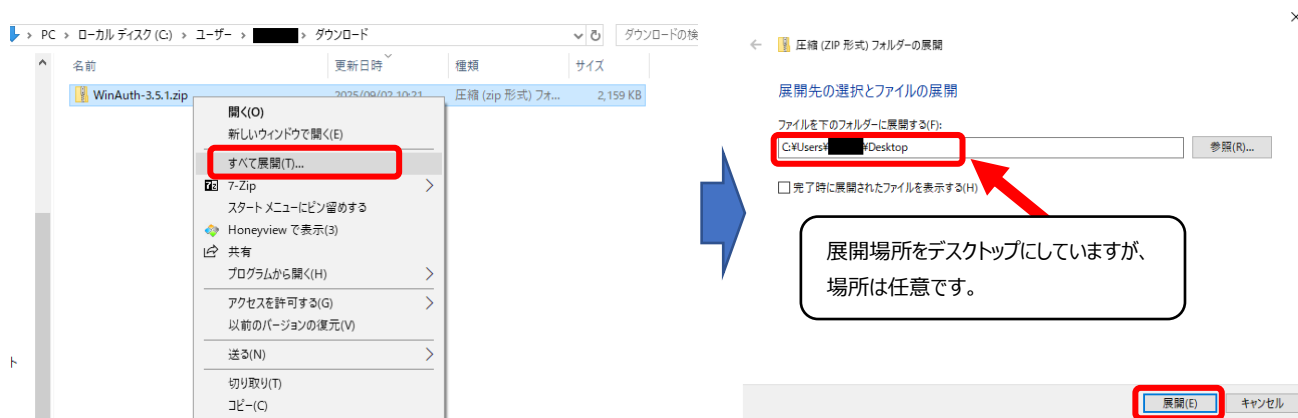 PC > ローカル ディスク (C:) > ユーザー > > ダウンロード
ダウンロードの検
名前 更新日時 種類 サイズ
WinAuth-3.5.1.zip 2025/09/02 10:21 圧縮 (zip 形式) フォ... 2,159 KB
開く(O)
新しいウィンドウで開く(E)
すべて展開(T)...
7-Zip
スタート メニューにピン留めする
Honeyview で表示(3)
共有
プログラムから開く(H)
アクセスを許可する(G)
以前のバージョンの復元(V)
送る(N)
切り取り(T)
コピー(C)
ト
圧縮 (ZIP 形式) フォルダーの展開
展開先の選択とファイルの展開
ファイルを下のフォルダーに展開する(F):
C:¥Users¥ ¥Desktop
参照(R)...
完了時に展開されたファイルを表示する(H)
展開場所をデスクトップにしていますが、
場所は任意です。
展開(E) キャンセル